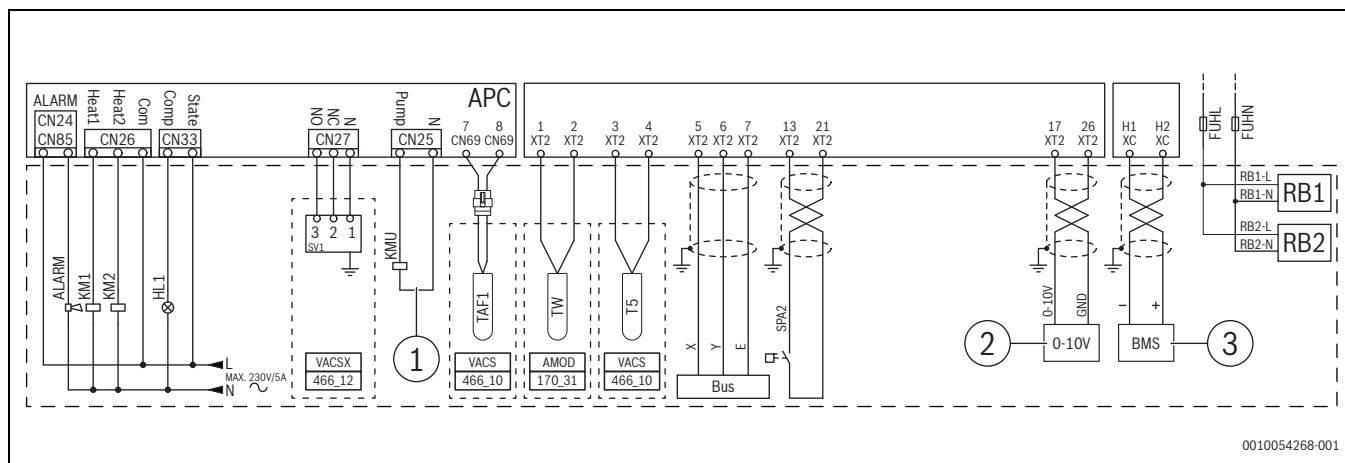 ALARM
CN24
CN85
Heat1
Heat2
Com
CN26
Comp
State
CN33
NO
NC
N
CN27
Pump
N
CN25
APC
7
CN69
8
CN69
1
XT2
2
XT2
3
XT2
4
XT2
5
XT2
6
XT2
7
XT2
13
XT2
21
XT2
17
XT2
26
XT2
H1
XC
H2
XC
FUHL
FUHN
RB1-L
RB1-N
RB1
RB2-L
RB2-N
RB2
3 2 1
SV1
ALARM
KM1
KM2
HL1
KMU
TAF1
TW
T5
SPA2
X
Y
E
Bus
0-10V
GND
0-10V
– +
BMS
1
2
3
L
MAX. 230V/5A
N
VACSX
466_12
VACS
466_10
AMOD
170_31
VACS
466_10
0010054268-001